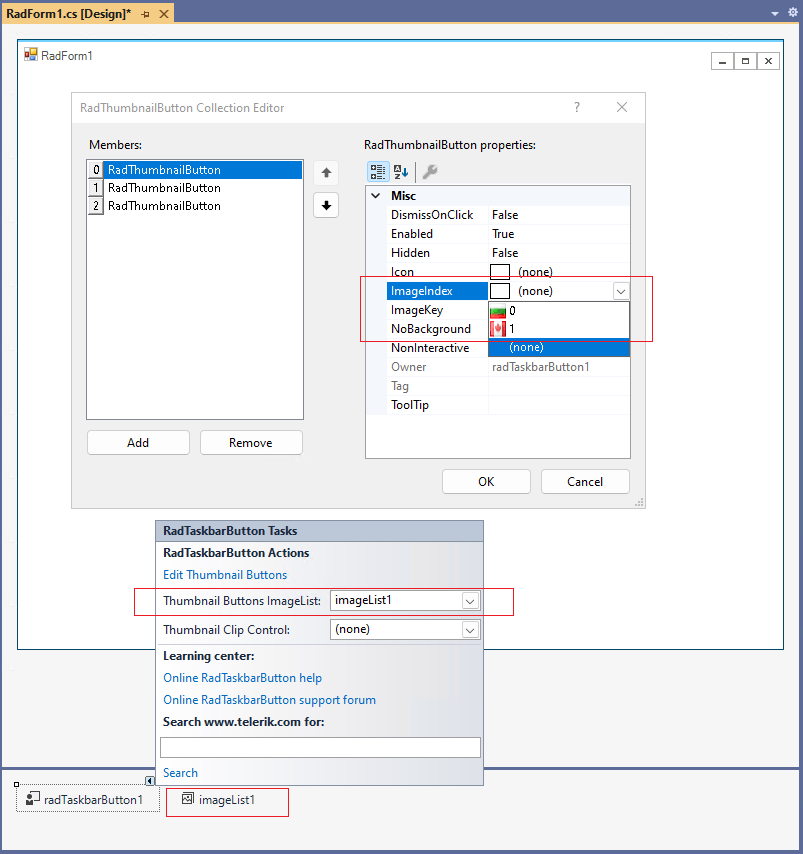 RadForm1.cs [Design]*
RadForm1
RadThumbnailButton Collection Editor
?
Members:
0 RadThumbnailButton
1 RadThumbnailButton
2 RadThumbnailButton
Add
Remove
RadThumbnailButton properties:
Misc
DismissOnClick False
Enabled True
Hidden False
Icon (none)
ImageIndex (none)
ImageKey
0
NoBackground
1
NonInteractive
(none)
Owner radTaskbarButton1
Tag
ToolTip
OK
Cancel
RadTaskbarButton Tasks
RadTaskbarButton Actions
Edit Thumbnail Buttons
Thumbnail Buttons ImageList: imageList1
Thumbnail Clip Control: (none)
Learning center:
Online RadTaskbarButton help
Online RadTaskbarButton support forum
Search www.telerik.com for:
Search
radTaskbarButton1
imageList1